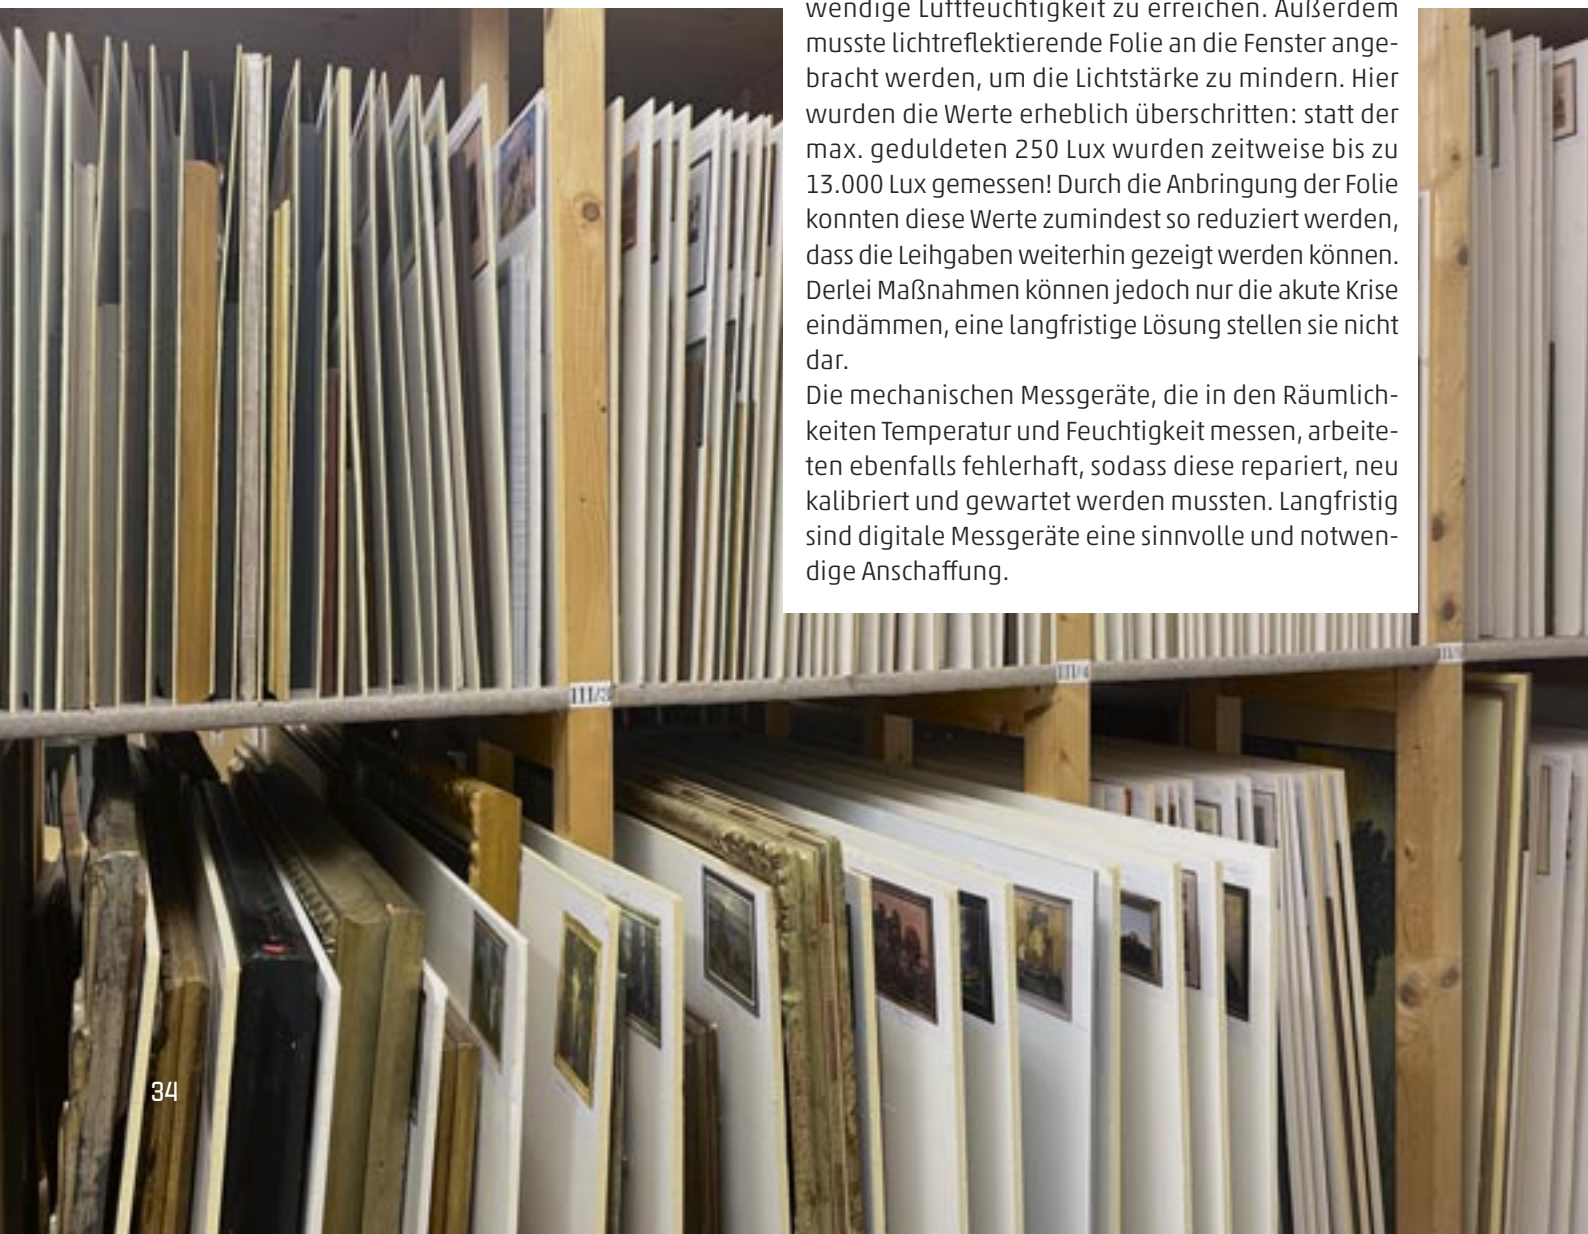 wendige Luftfeuchtigkeit zu erreichen. Außerdem
musste lichtreflektierende Folie an die Fenster ange-
bracht werden, um die Lichtstärke zu mindern. Hier
wurden die Werte erheblich überschritten: statt der
max. geduldeten 250 Lux wurden zeitweise bis zu
13.000 Lux gemessen! Durch die Anbringung der Folie
konnten diese Werte zumindest so reduziert werden,
dass die Leihgaben weiterhin gezeigt werden können.
Derlei Maßnahmen können jedoch nur die akute Krise
eindämmen, eine langfristige Lösung stellen sie nicht
dar.
Die mechanischen Messgeräte, die in den Räumlich-
keiten Temperatur und Feuchtigkeit messen, arbeite-
ten ebenfalls fehlerhaft, sodass diese repariert, neu
kalibriert und gewartet werden mussten. Langfristig
sind digitale Messgeräte eine sinnvolle und notwen-
dige Anschaffung.
III/3
III/4
34